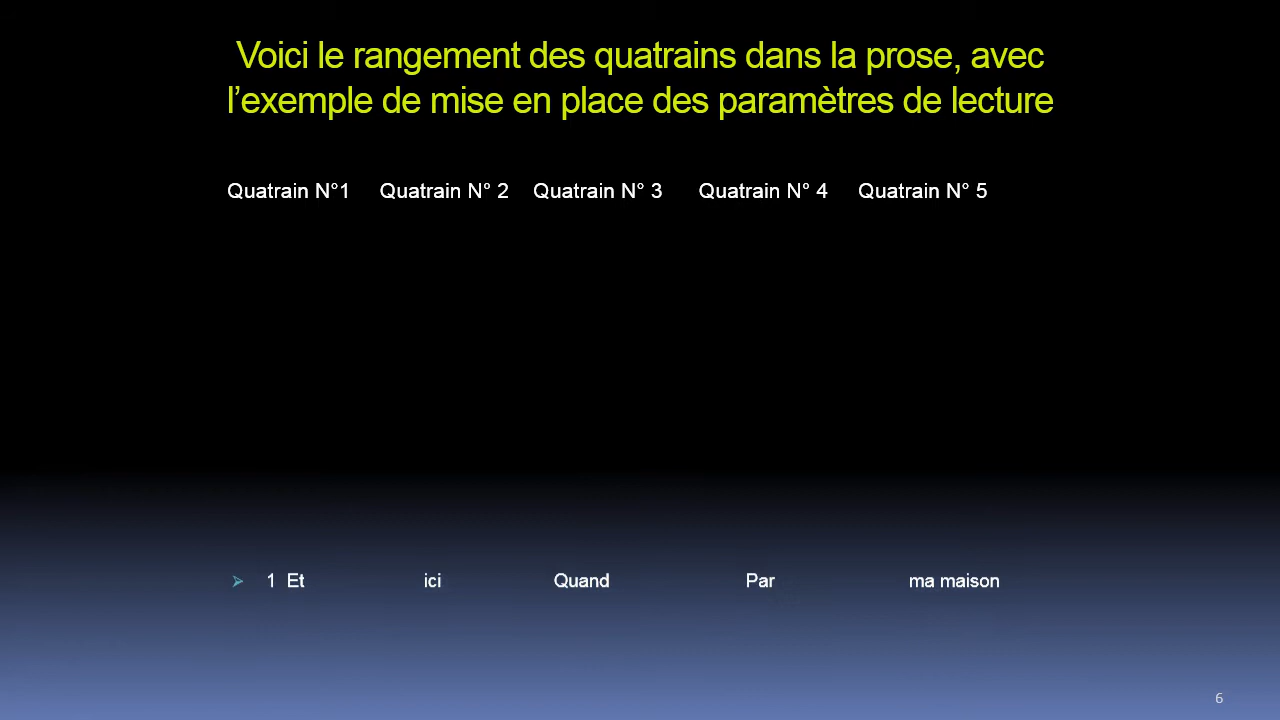 Voici le rangement des quatrains dans la prose, avec
l’exemple de mise en place des paramètres de lecture
Quatrain N°1 Quatrain N° 2 Quatrain N° 3 Quatrain N° 4 Quatrain N° 5
1 Et ici Quand Par ma maison
6